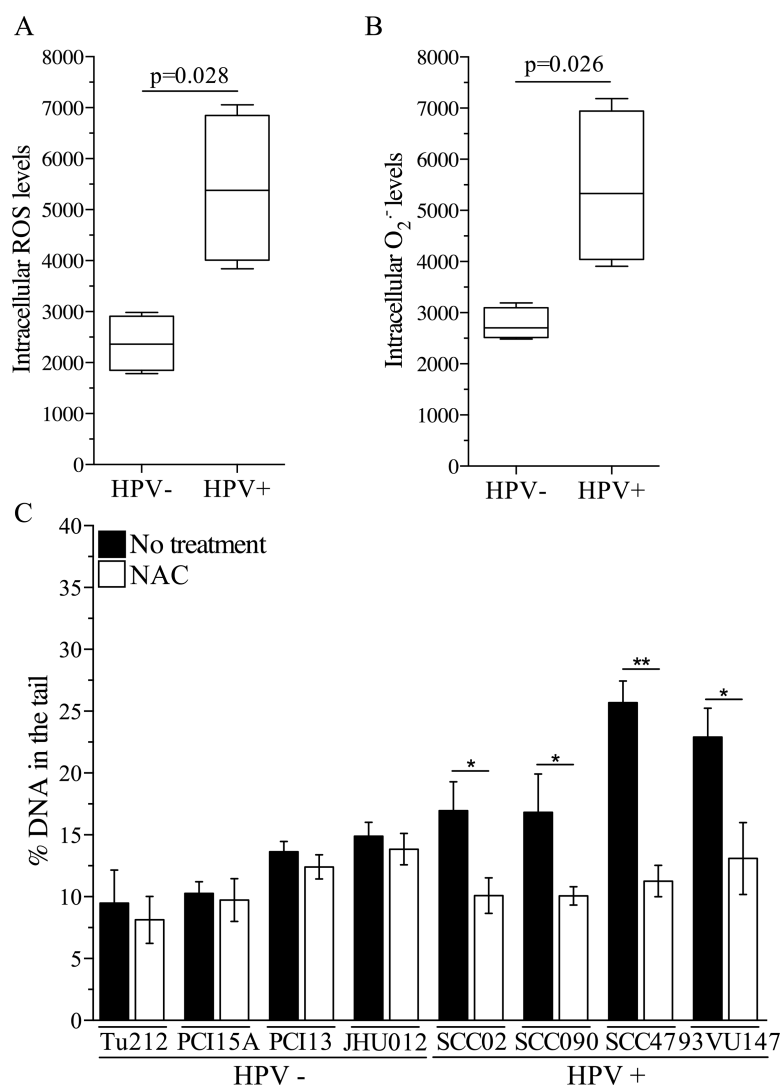 A
B
p=0.028
p=0.026
Intracellular ROS levels
8000
7000
6000
5000
4000
3000
2000
1000
0
HPV-
HPV+
Intracellular O2·- levels
8000
7000
6000
5000
4000
3000
2000
1000
0
HPV-
HPV+
C
No treatment
NAC
% DNA in the tail
40
35
30
25
20
15
10
5
0
*
*
**
*
Tu212 PCI15A PCI13 JHU012 SCC02 SCC090 SCC47 93VU147
HPV - HPV +